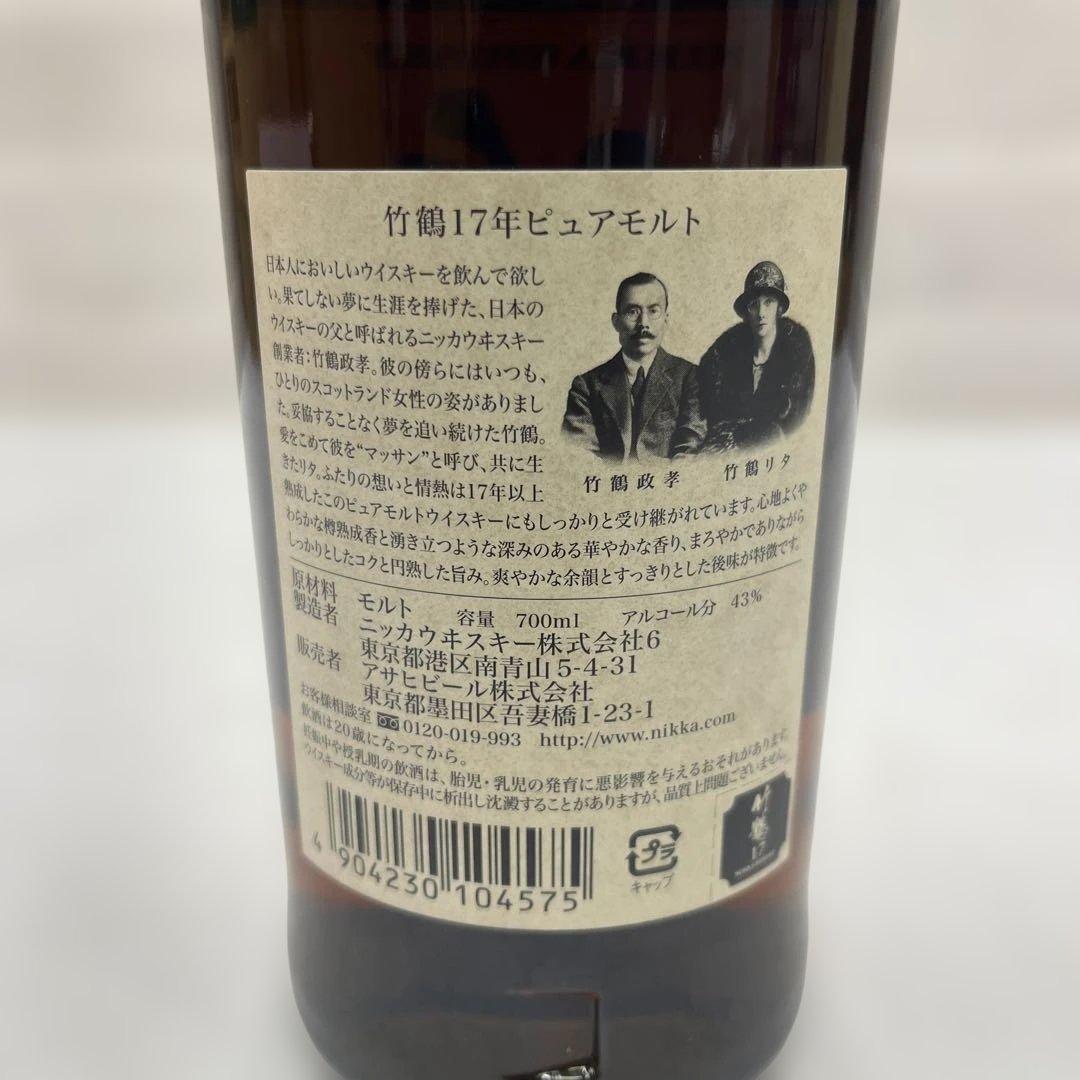 竹鶴17年ピュアモルト
日本人においしいウイスキーを飲んで欲し
い。果てしない夢に生涯を捧げた、日本の
ウイスキーの父と呼ばれるニッカウヰスキー
創業者:竹鶴政孝。彼の傍らにはいつも、
ひとりのスコットランド女性の姿がありまし
た。妥協することなく夢を追い続けた竹鶴。
愛をこめて彼を“マッサン”と呼び、共に生
きたリタ。ふたりの想いと情熱は17年以上
熟成したこのピュアモルトウイスキーにもしっかりと受け継がれています。心地よくや
わらかな樽熟成香と湧き立つような深みのある華やかな香り、まろやかでありながら
しっかりとしたコクと円熟した旨み。爽やかな余韻とすっきりとした後味が特徴です。
竹鶴政孝 竹鶴リタ
原材料 モルト 容量 700ml アルコール分 43%
製造者 ニッカウヰスキー株式会社6
東京都港区南青山5-4-31
販売者 アサヒビール株式会社
東京都墨田区吾妻橋1-23-1
お客様相談室 0120-019-993 http://www.nikka.com
飲酒は20歳になってから。
妊娠中や授乳期の飲酒は、胎児・乳児の発育に悪影響を与えるおそれがあります。
ウイスキー成分等が保存中に析出し沈澱することがありますが、品質上問題ございません。
4 904230 104575
プラ
キャップ
竹鶴
17